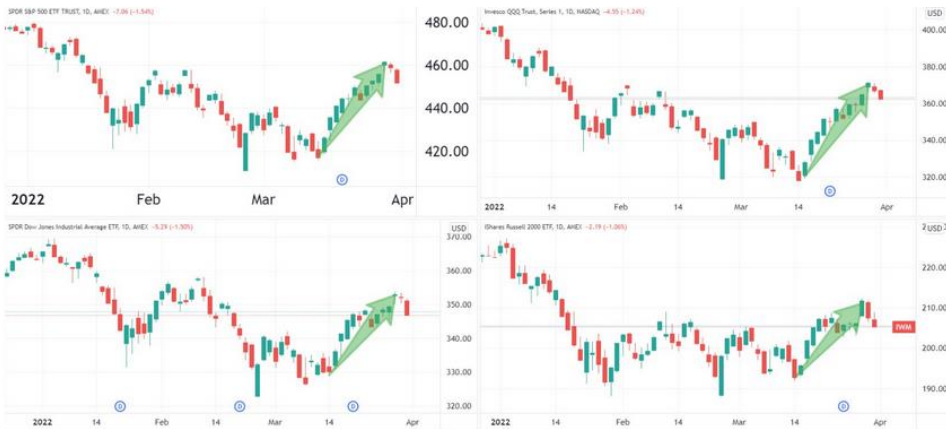 SPDR S&P 500 ETF TRUST, 1D, AMEX -7.06 (-1.54%)
480.00
460.00
440.00
420.00
D
2022 Feb Mar Apr
Invesco QQQ Trust, Series 1, 1D, NASDAQ -4.55 (-1.24%)
USD
400.00
380.00
360.00
340.00
320.00
D
2022 14 Feb 14 Mar 14 Apr
SPDR Dow Jones Industrial Average ETF, 1D, AMEX -5.29 (-1.50%)
USD
370.00
360.00
350.00
340.00
330.00
320.00
D D D
2022 14 Feb 14 Mar 14 Apr
iShares Russell 2000 ETF, 1D, AMEX -2.19 (-1.06%)
USD
220.00
210.00
IWM
200.00
190.00
D
2022 14 Feb 14 Mar 14 Apr